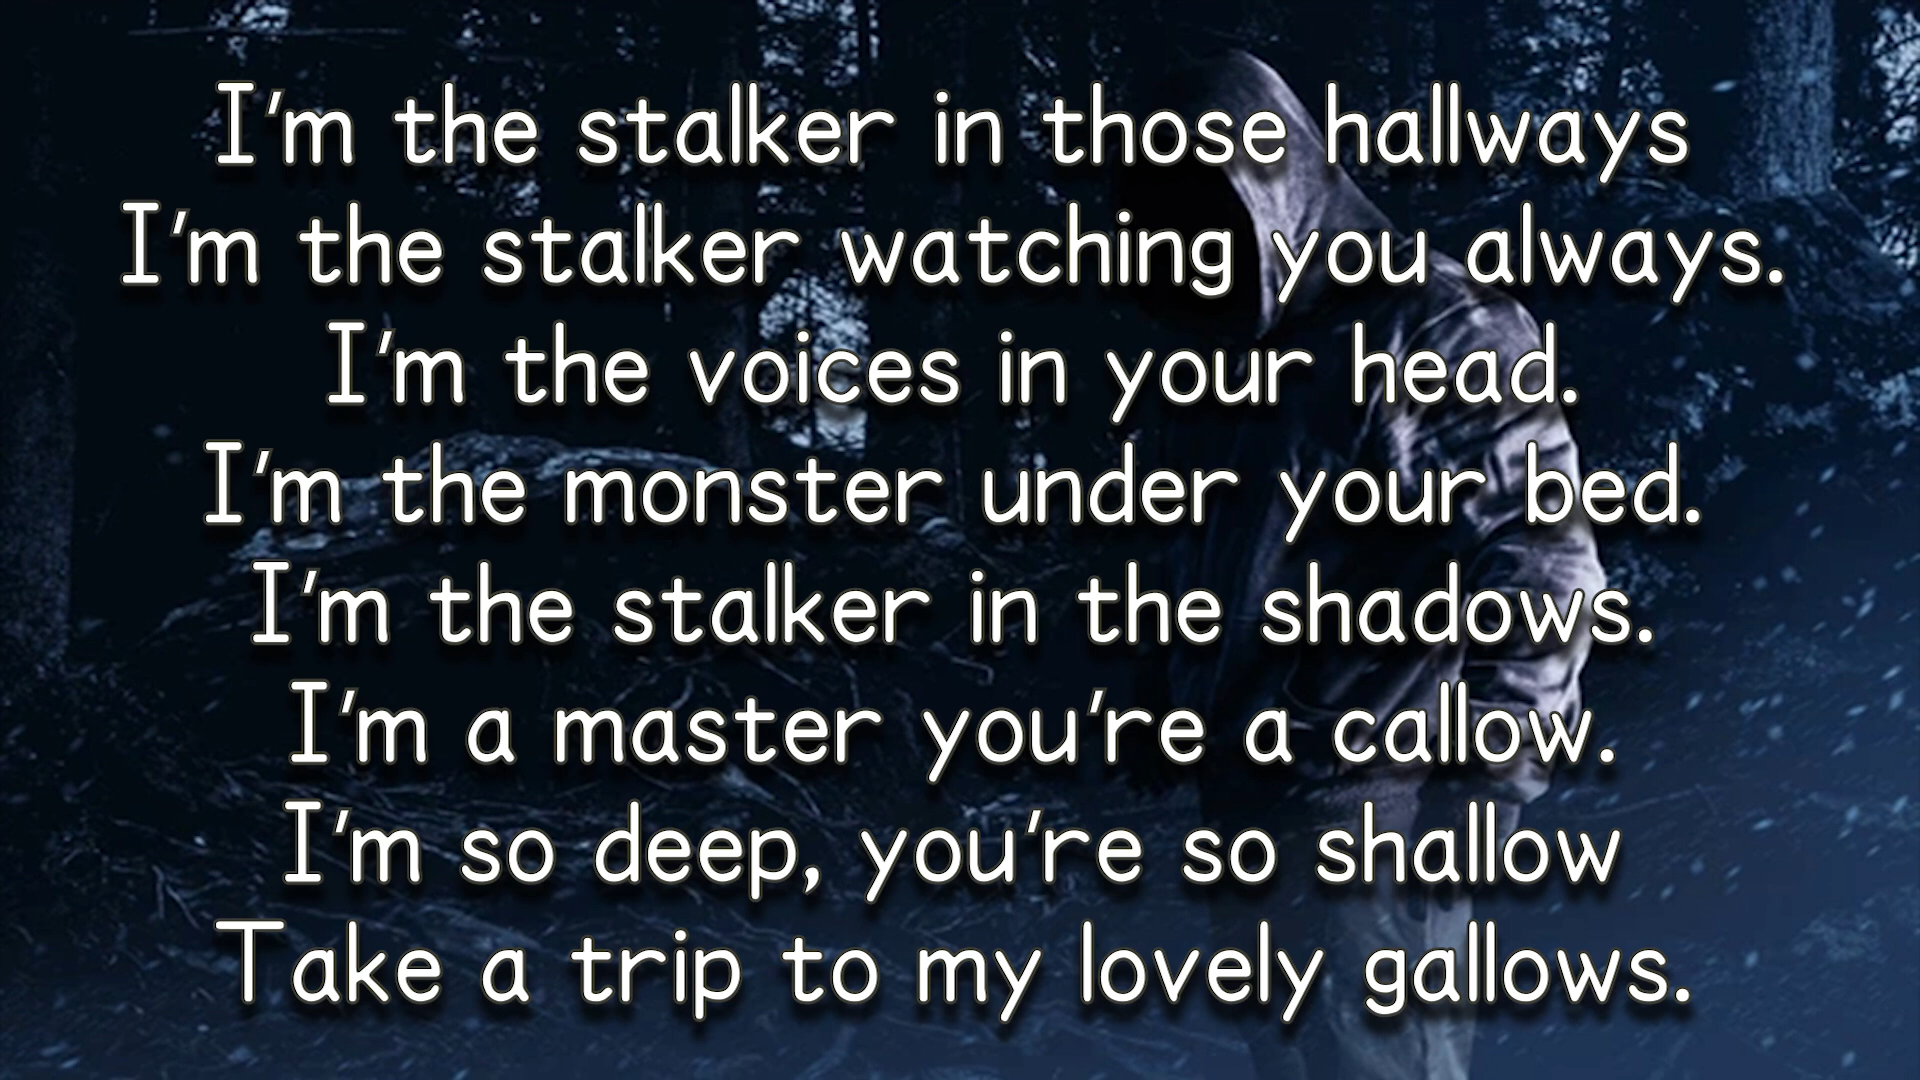 I'm the stalker in those hallways
I'm the stalker watching you always.
I'm the voices in your head.
I'm the monster under your bed.
I'm the stalker in the shadows.
I'm a master you're a callow.
I'm so deep, you're so shallow
Take a trip to my lovely gallows.